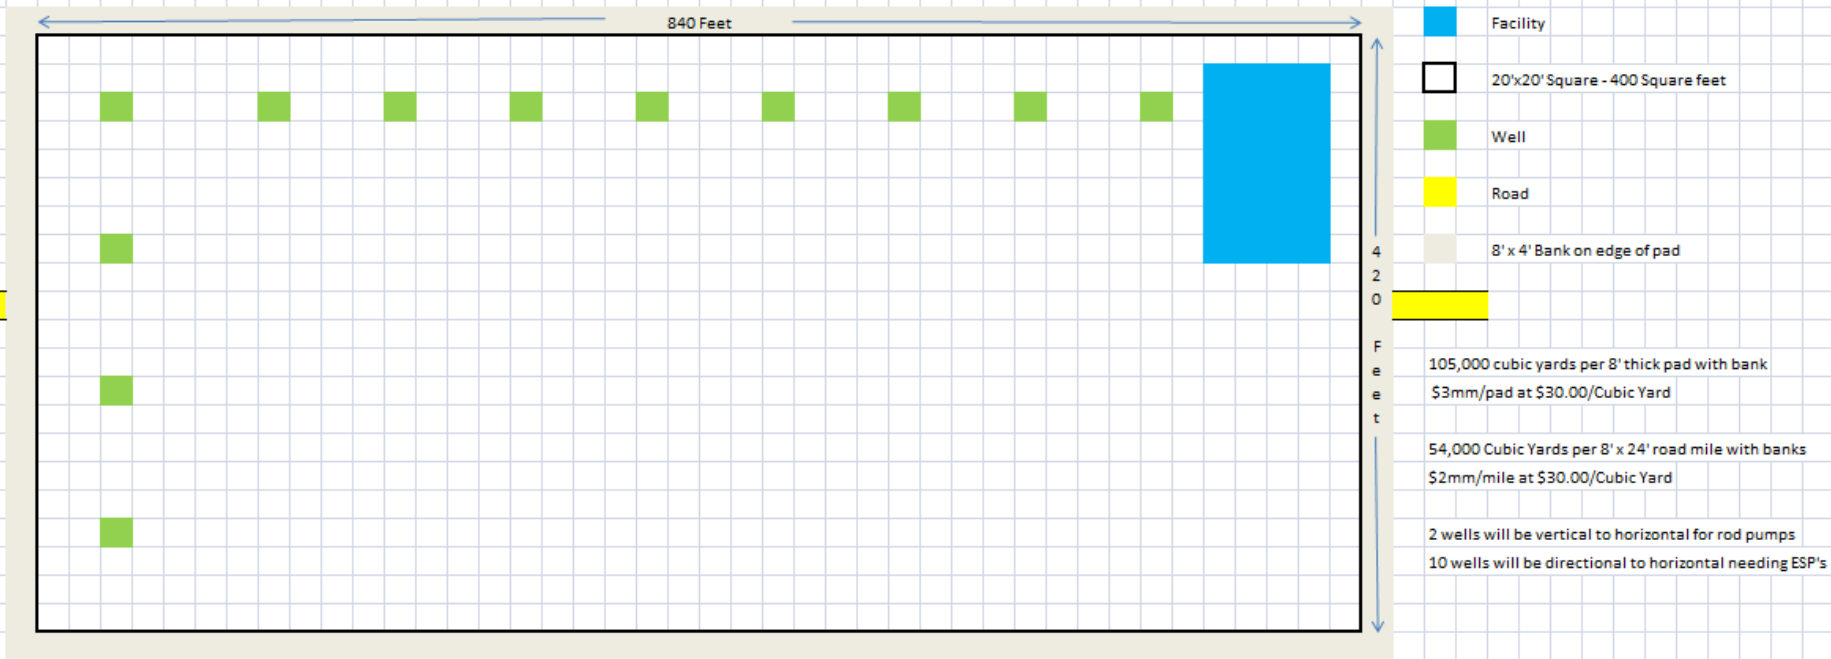 840 Feet
420 Feet
Facility
20'x20' Square - 400 Square feet
Well
Road
8' x 4' Bank on edge of pad
105,000 cubic yards per 8' thick pad with bank
$3mm/pad at $30.00/Cubic Yard
54,000 Cubic Yards per 8' x 24' road mile with banks
$2mm/mile at $30.00/Cubic Yard
2 wells will be vertical to horizontal for rod pumps
10 wells will be directional to horizontal needing ESP's